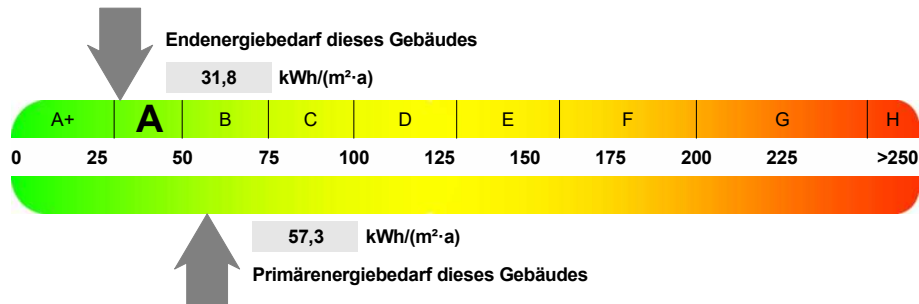 Endenergiebedarf dieses Gebäudes
31,8 kWh/(m²·a)
A+ A B C D E F G H
0 25 50 75 100 125 150 175 200 225 >250
57,3 kWh/(m²·a)
Primärenergiebedarf dieses Gebäudes